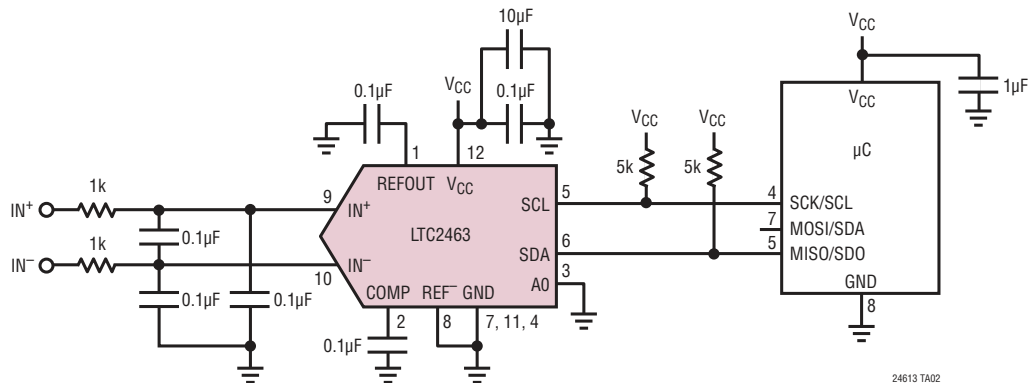 10µF
VCC
0.1µF
0.1µF
VCC
1µF
VCC
µC
VCC
VCC
5k
5k
1
12
REFOUT
VCC
1k
IN+
9
IN+
LTC2463
SCL
5
4
SCK/SCL
7
MOSI/SDA
0.1µF
1k
IN−
10
IN−
SDA
6
5
MISO/SDO
3
A0
0.1µF
0.1µF
COMP
REF−
GND
GND
8
2
8
7, 11, 4
0.1µF
24613 TA02